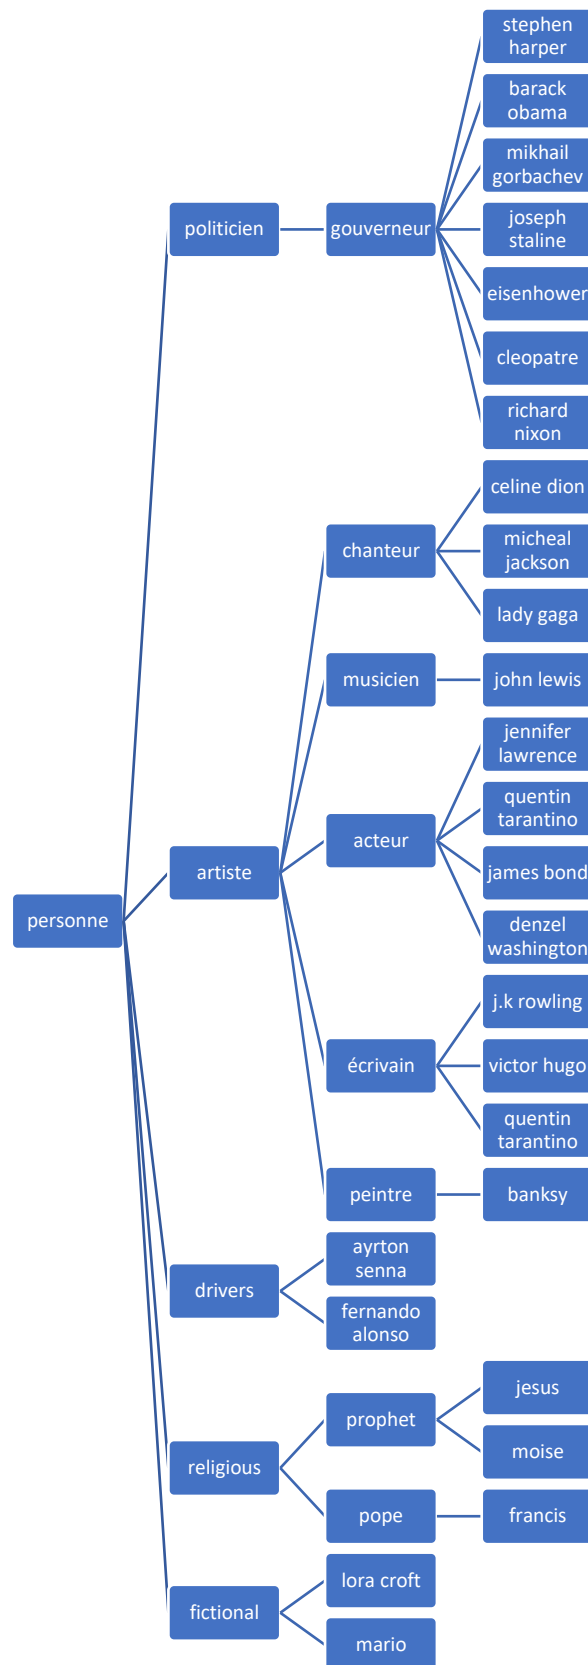 stephen
harper
barack
obama
mikhail
gorbachev
politicien
gouverneur
joseph
staline
eisenhower
cleopatre
richard
nixon
celine dion
chanteur
micheal
jackson
lady gaga
musicien
john lewis
jennifer
lawrence
quentin
tarantino
acteur
artiste
james bond
personne
denzel
washington
j.k rowling
écrivain
victor hugo
quentin
tarantino
peintre
banksy
ayrton
senna
drivers
fernando
alonso
jesus
prophet
moise
religious
pope
francis
lora croft
fictional
mario